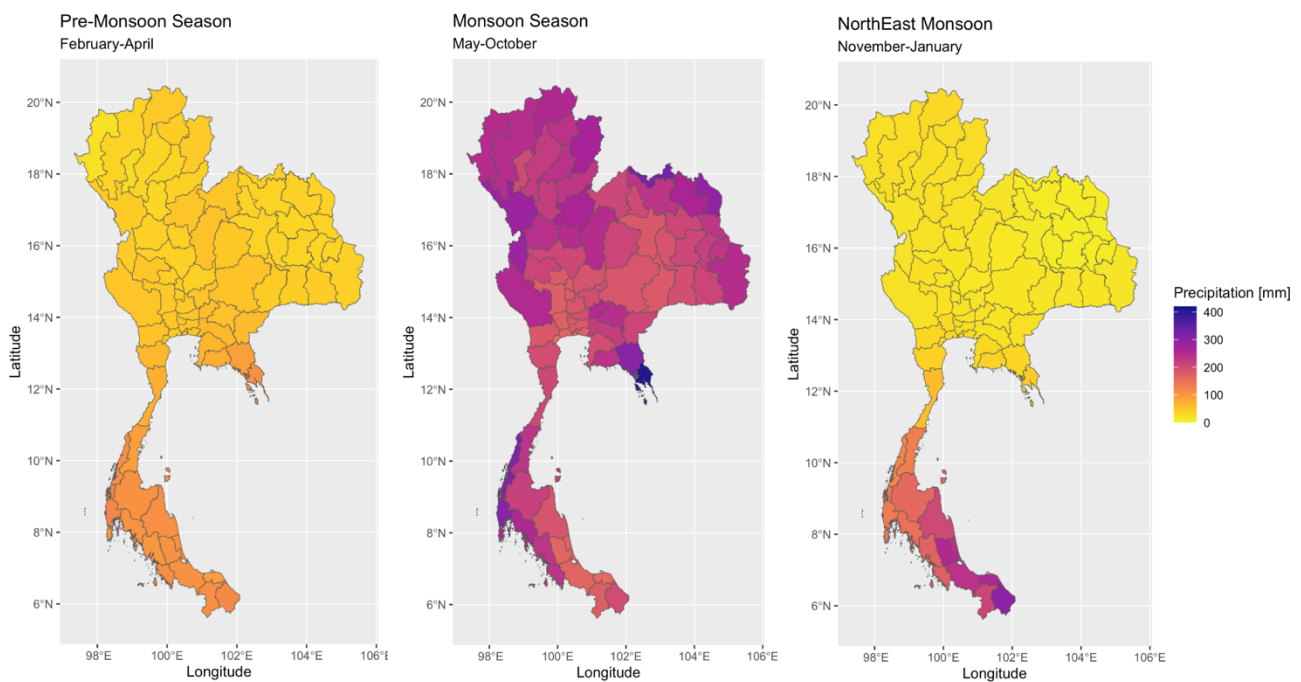 Pre-Monsoon Season
February-April
20°N
18°N
16°N
14°N
12°N
10°N
8°N
6°N
Latitude
98°E
100°E
102°E
104°E
106°E
Longitude
Monsoon Season
May-October
20°N
18°N
16°N
14°N
12°N
10°N
8°N
6°N
Latitude
98°E
100°E
102°E
104°E
106°E
Longitude
NorthEast Monsoon
November-January
20°N
18°N
16°N
14°N
12°N
10°N
8°N
6°N
Latitude
98°E
100°E
102°E
104°E
106°E
Longitude
Precipitation [mm]
400
300
200
100
0